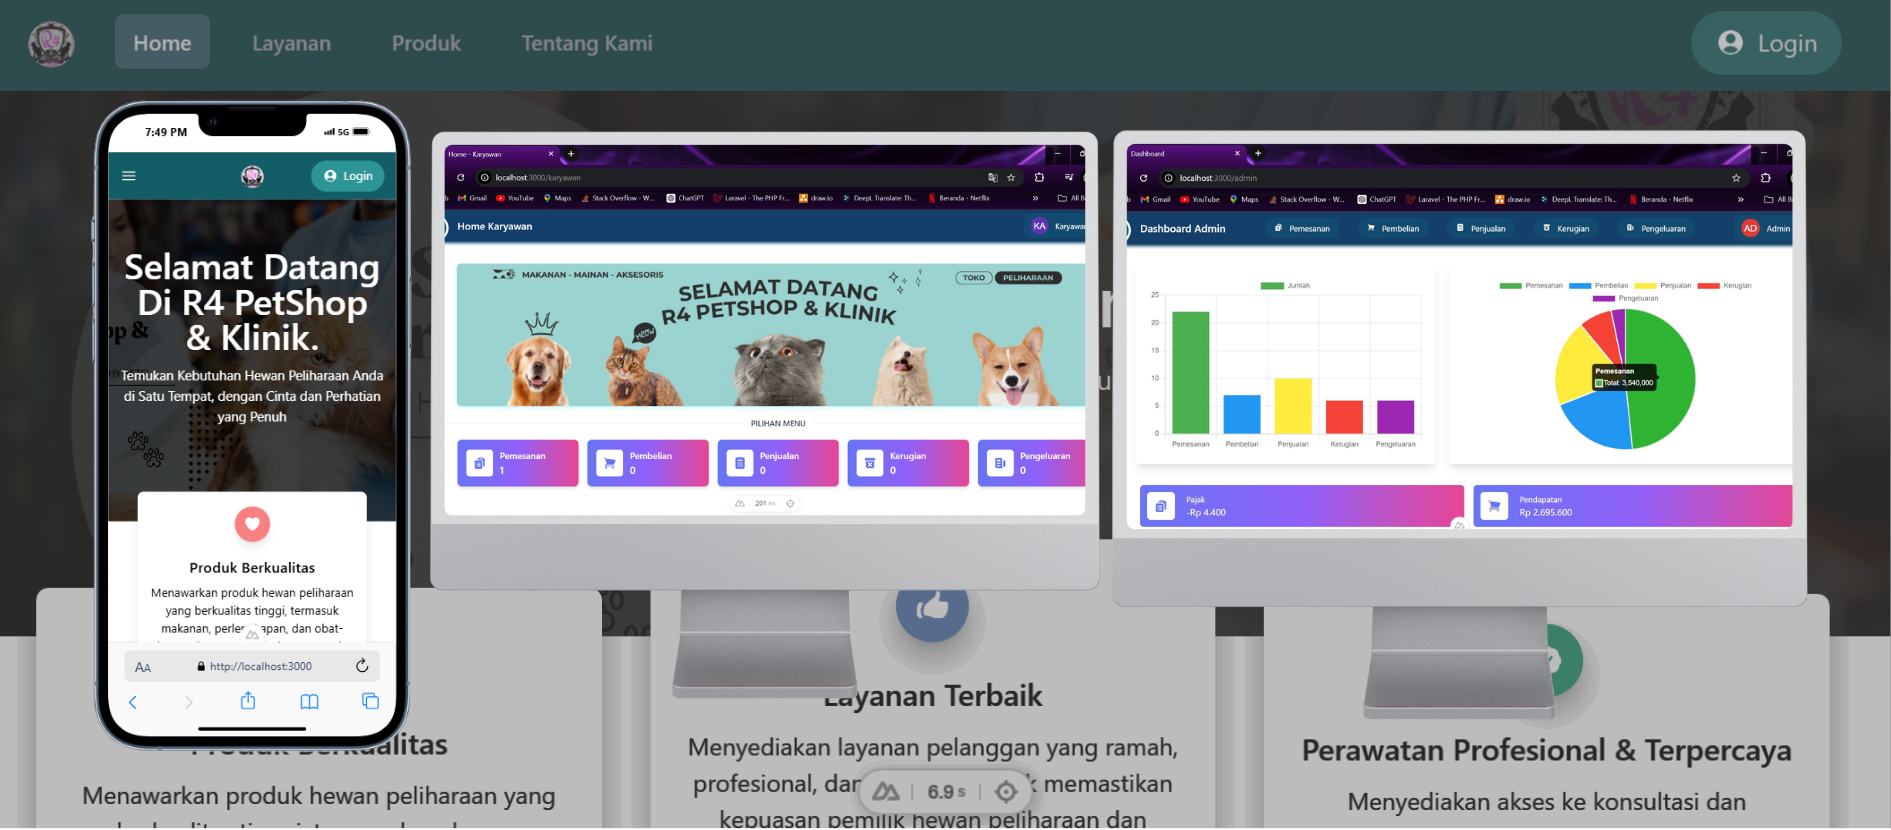 Home
Layanan
Produk
Tentang Kami
Login
7:49 PM
5G
Login
Selamat Datang
Di R4 PetShop
& Klinik.
Temukan Kebutuhan Hewan Peliharaan Anda
di Satu Tempat, dengan Cinta dan Perhatian
yang Penuh
Produk Berkualitas
Menawarkan produk hewan peliharaan
yang berkualitas tinggi, termasuk
AA
http://localhost:3000
Home - Karyawan
localhost:3000/karyawan
Gmail
YouTube
Maps
Stack Overflow - W...
ChatGPT
Laravel - The PHP Fr...
draw.io
DeepL Translate: Th...
Beranda - Netflix
»
Home Karyawan
KA
MAKANAN - MAINAN - AKSESORIS
TOKO
PELIHARAAN
SELAMAT DATANG
R4 PETSHOP & KLINIK
MEOW
PILIHAN MENU
Pemesanan
1
Pembelian
0
Penjualan
0
Kerugian
0
Pengeluaran
0
201 ms
Dashboard
localhost:3000/admin
Gmail
YouTube
Maps
Stack Overflow - W...
ChatGPT
Laravel - The PHP Fr...
draw.io
DeepL Translate: Th...
Beranda - Netflix
»
Dashboard Admin
Pemesanan
Pembelian
Penjualan
Kerugian
Pengeluaran
AD
Admin
Jumlah
25
20
15
10
5
0
Pemesanan
Pembelian
Penjualan
Kerugian
Pengeluaran
Pemesanan
Pembelian
Penjualan
Kerugian
Pengeluaran
Pemesanan
Total: 3,540,000
Pajak
-Rp 4.400
Pendapatan
Rp 2.695.600
Produk Berkualitas
Menawarkan produk hewan peliharaan yang
Layanan Terbaik
Menyediakan layanan pelanggan yang ramah,
profesional, memastikan
kepuasan pemilik hewan peliharaan dan
6.9 s
Perawatan Profesional & Terpercaya
Menyediakan akses ke konsultasi dan